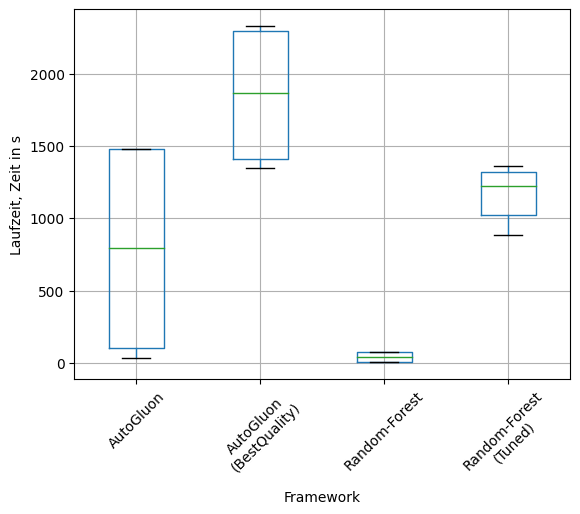 Laufzeit, Zeit in s
2000
1500
1000
500
0
AutoGluon
AutoGluon
(BestQuality)
Random-Forest
Random-Forest
(Tuned)
Framework